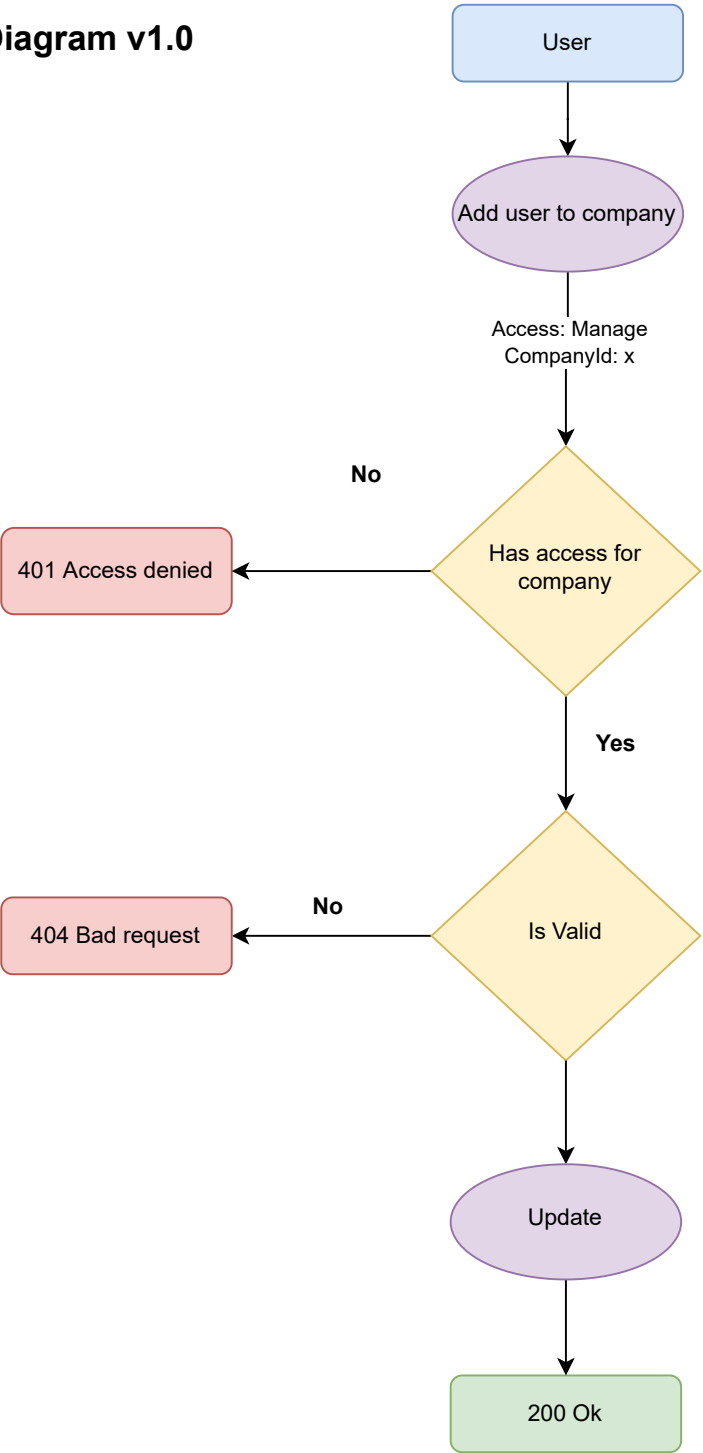 Diagram v1.0
User
Add user to company
Access: Manage
CompanyId: x
No
401 Access denied
Has access for
company
Yes
No
404 Bad request
Is Valid
Update
200 Ok